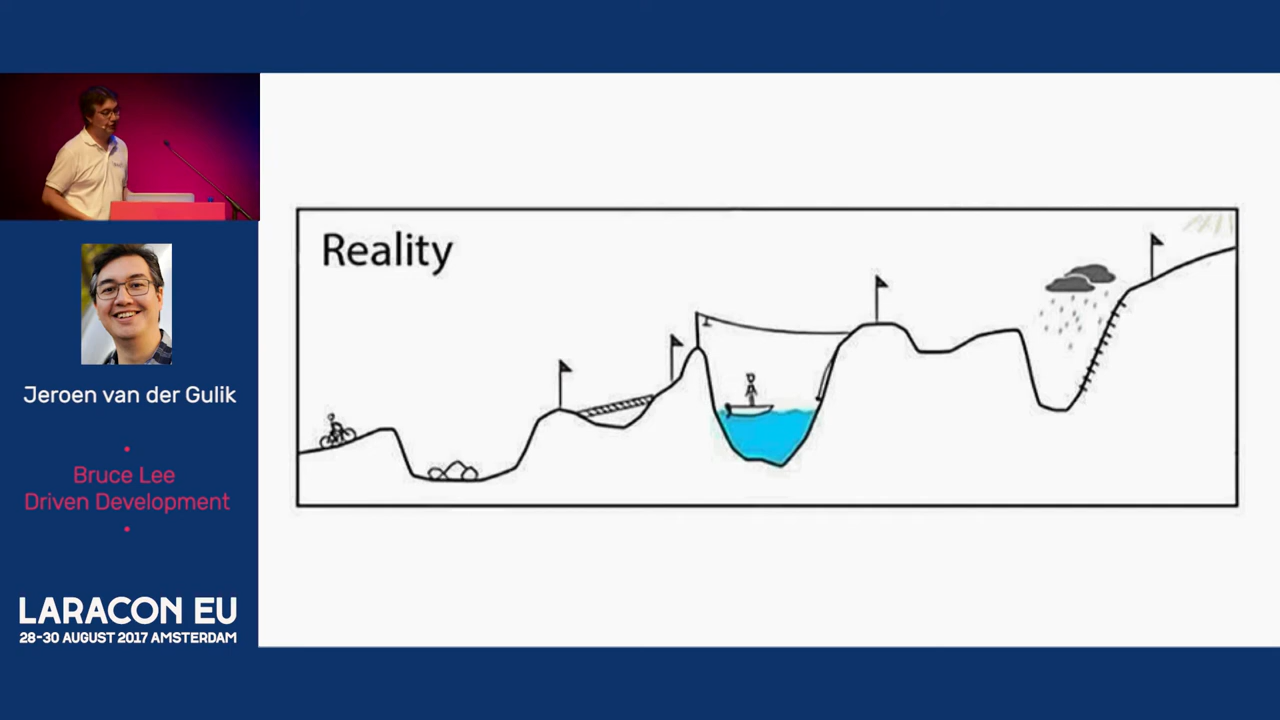 Reality
Jeroen van der Gulik
Bruce Lee
Driven Development
LARACON EU
28-30 AUGUST 2017 AMSTERDAM